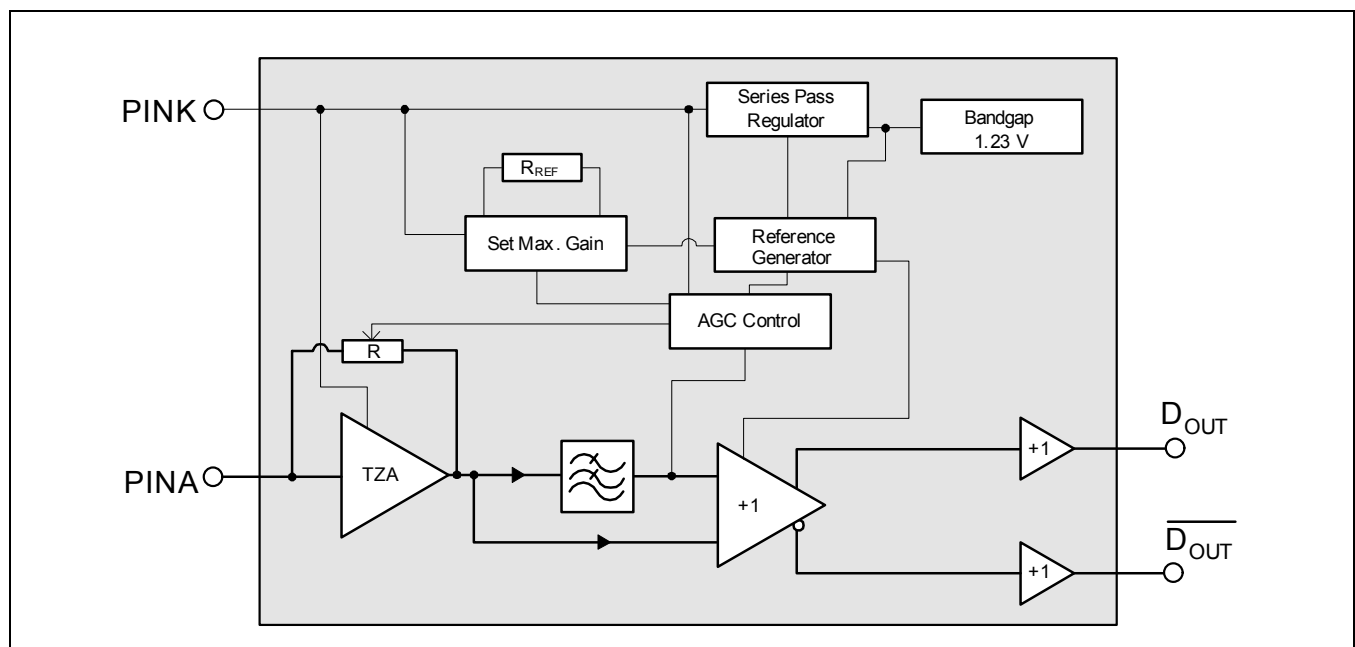 PINK
Series Pass
Regulator
Bandgap
1.23 V
RREF
Set Max. Gain
Reference
Generator
AGC Control
R
DOUT
PINA
TZA
+1
+1
DOUT
+1